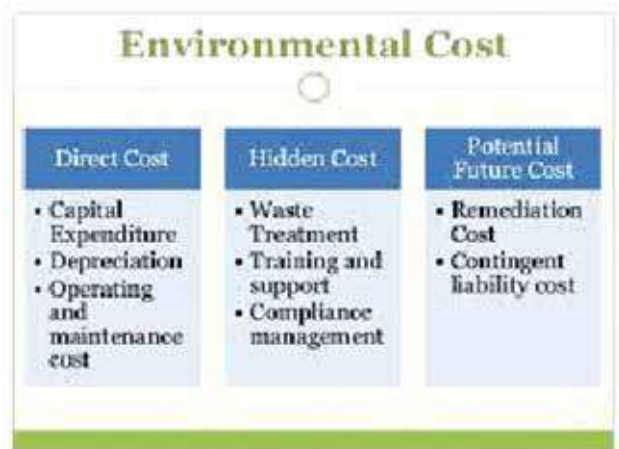 Environmental Cost
Direct Cost
• Capital
Expenditure
• Depreciation
• Operating
and
maintenance
cost
Hidden Cost
• Waste
Treatment
• Training and
support
• Compliance
management
Potential
Future Cost
• Remediation
Cost
• Contingent
liability cost